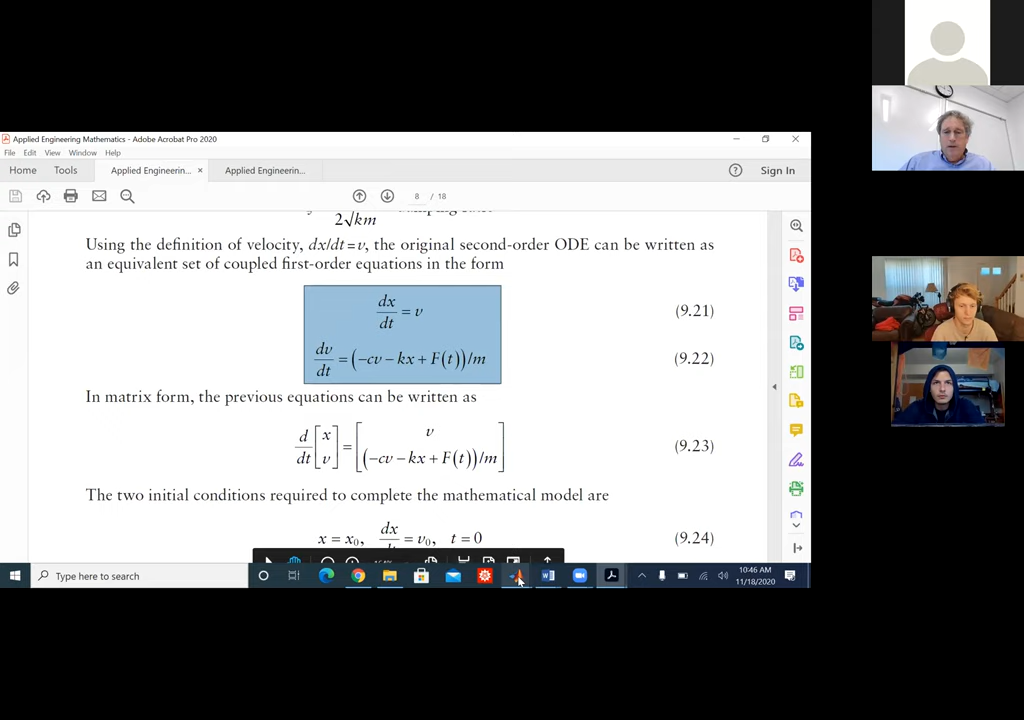 Applied Engineering Mathematics - Adobe Acrobat Pro 2020
File Edit View Window Help
Home Tools Applied Engineerin... × Applied Engineerin... Sign In
8 / 18
2√km
Using the definition of velocity, dx/dt = v, the original second-order ODE can be written as
an equivalent set of coupled first-order equations in the form
dx/dt = v (9.21)
dv/dt = (−cv − kx + F(t))/m (9.22)
In matrix form, the previous equations can be written as
d/dt [x v] = [v (−cv − kx + F(t))/m] (9.23)
The two initial conditions required to complete the mathematical model are
x = x₀, dx = v₀, t = 0 (9.24)
Type here to search
10:46 AM
11/18/2020